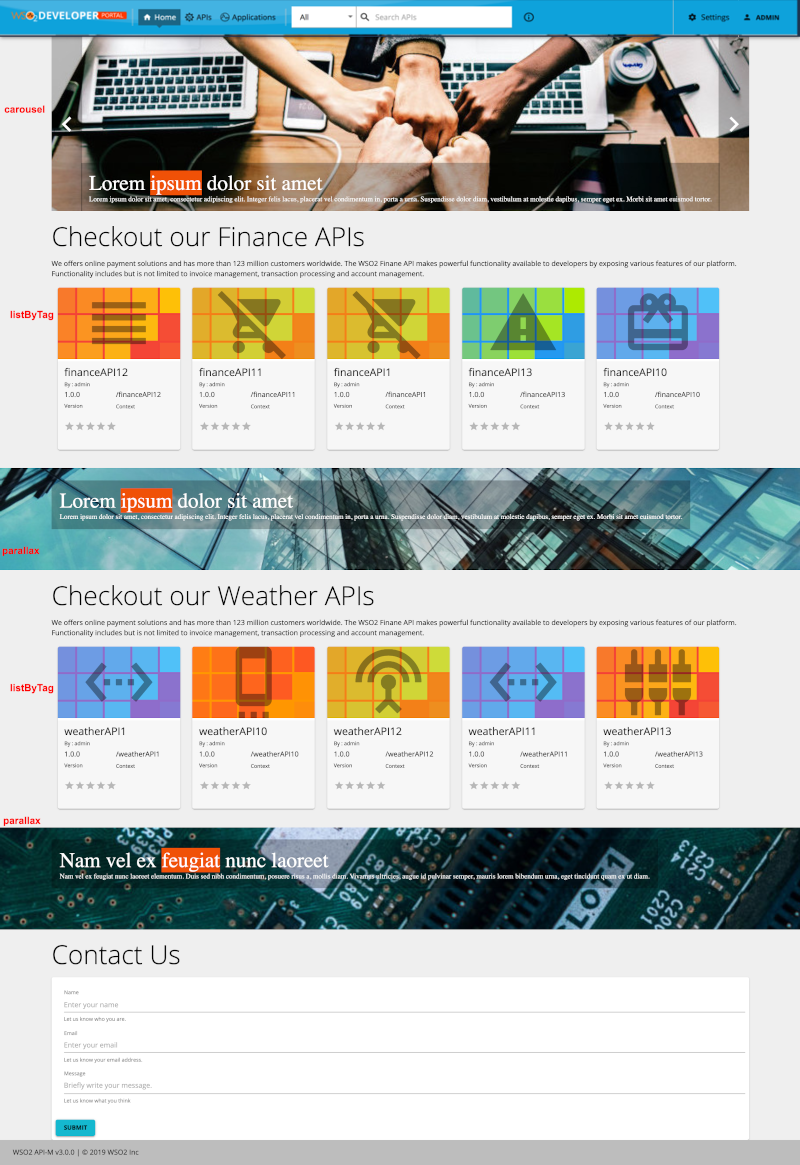 WSO2 DEVELOPER PORTAL Home APIs Applications All Search APIs Settings ADMIN
carousel
Lorem ipsum dolor sit amet
Lorem ipsum dolor sit amet, consectetur adipiscing elit. Integer felis lacus, placerat vel condimentum in, porta a urna. Suspendisse dolor diam, vestibulum at molestie dapibus, semper eget ex. Morbi sit amet euismod tortor.
Checkout our Finance APIs
We offers online payment solutions and has more than 123 million customers worldwide. The WSO2 Finane API makes powerful functionality available to developers by exposing various features of our platform.
Functionality includes but is not limited to invoice management, transaction processing and account management.
listByTag
financeAPI12 financeAPI11 financeAPI1 financeAPI13 financeAPI10
By : admin By : admin By : admin By : admin By : admin
1.0.0 /financeAPI12 1.0.0 /financeAPI11 1.0.0 /financeAPI1 1.0.0 /financeAPI13 1.0.0 /financeAPI10
Version Context Version Context Version Context Version Context Version Context
Lorem ipsum dolor sit amet
Lorem ipsum dolor sit amet, consectetur adipiscing elit. Integer felis lacus, placerat vel condimentum in, porta a urna. Suspendisse dolor diam, vestibulum at molestie dapibus, semper eget ex. Morbi sit amet euismod tortor.
parallax
Checkout our Weather APIs
We offers online payment solutions and has more than 123 million customers worldwide. The WSO2 Finane API makes powerful functionality available to developers by exposing various features of our platform.
Functionality includes but is not limited to invoice management, transaction processing and account management.
listByTag
weatherAPI1 weatherAPI10 weatherAPI12 weatherAPI11 weatherAPI13
By : admin By : admin By : admin By : admin By : admin
1.0.0 /weatherAPI1 1.0.0 /weatherAPI10 1.0.0 /weatherAPI12 1.0.0 /weatherAPI11 1.0.0 /weatherAPI13
Version Context Version Context Version Context Version Context Version Context
parallax
Nam vel ex feugiat nunc laoreet
Nam vel ex feugiat nunc laoreet elementum. Duis sed nibh condimentum, posuere risus a, mollis diam. Vivamus ultricies, augue id pulvinar semper, mauris lorem bibendum urna, eget tincidunt quam ex ut diam.
C213
C214
C219
C201
SLOT1
Contact Us
Name
Enter your name
Let us know who you are.
Email
Enter your email
Let us know your email address.
Message
Briefly write your message.
Let us know what you think
SUBMIT
WSO2 API-M v3.0.0 | © 2019 WSO2 Inc